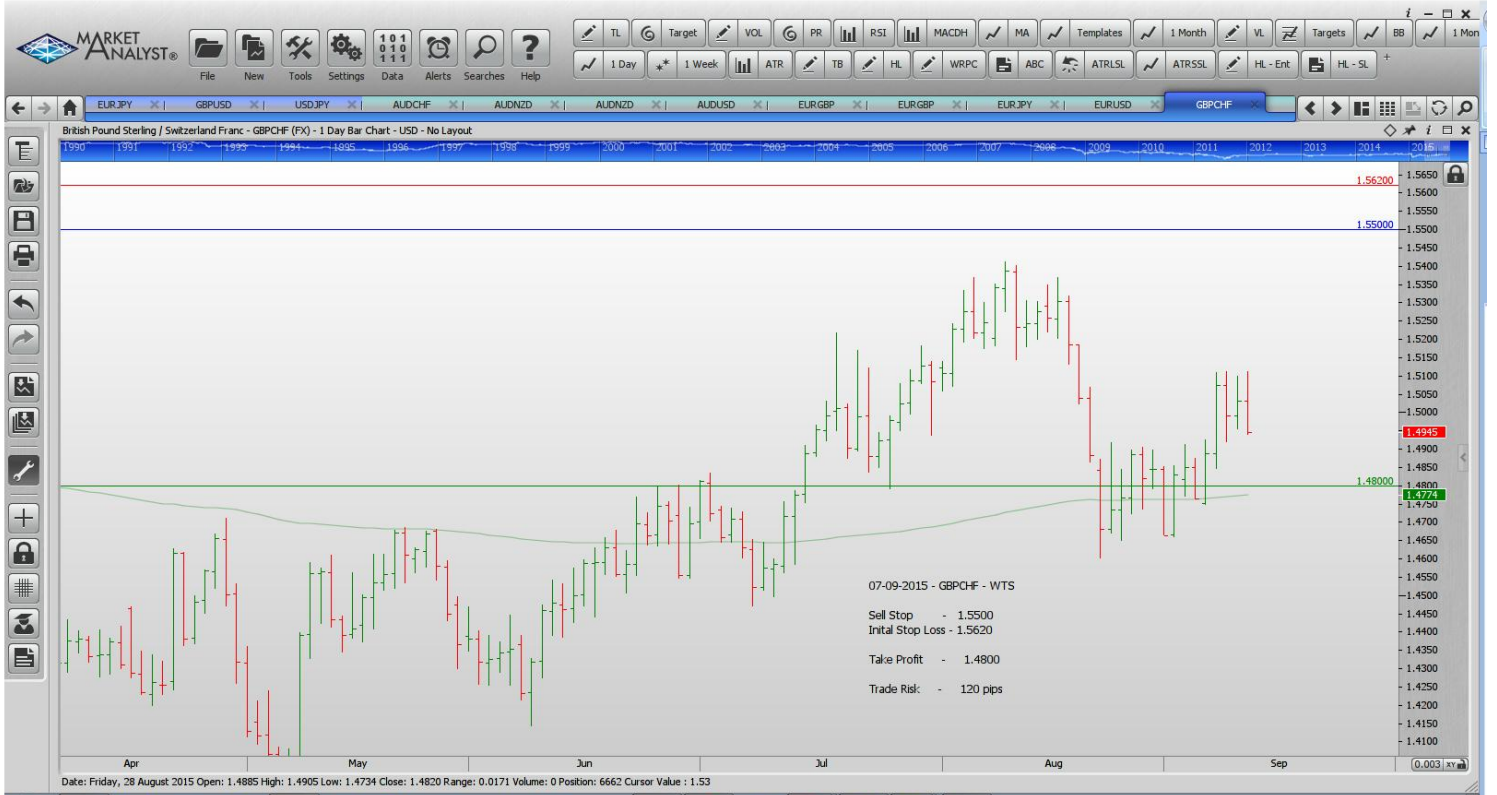 i
MARKET
ANALYST®
File
New
Tools
Settings
101
010
111
Data
Alerts
Searches
?
Help
TL
Target
VOL
PR
RSI
MACDH
MA
Templates
1 Month
VL
Targets
BB
1 Mon
1 Day
1 Week
ATR
TB
HL
WRPC
ABC
ATRLSL
ATRSSL
HL - Ent
HL - SL
+
EURJPY
GBPUSD
USDJPY
AUDCHF
AUDNZD
AUDNZD
AUDUSD
EURGBP
EURGBP
EURJPY
EURUSD
GBPCHF
British Pound Sterling / Switzerland Franc - GBPCHF (FX) - 1 Day Bar Chart - USD - No Layout
i
1990 1991 1992 1993 1994 1995 1996 1997 1998 1999 2000 2001 2002 2003 2004 2005 2006 2007 2008 2009 2010 2011 2012 2013 2014 2015
1.5650
1.56200
1.5600
1.5550
1.55000
1.5500
1.5450
1.5400
1.5350
1.5300
1.5250
1.5200
1.5150
1.5100
1.5050
1.5000
1.4945
1.4900
1.4850
1.48000
1.4800
1.4774
1.4750
1.4700
1.4650
1.4600
1.4550
1.4500
1.4450
1.4400
1.4350
1.4300
1.4250
1.4200
1.4150
1.4100
07-09-2015 - GBPCHF - WTS
Sell Stop - 1.5500
Inital Stop Loss - 1.5620
Take Profit - 1.4800
Trade Risk - 120 pips
Apr May Jun Jul Aug Sep
0.003 XY
Date: Friday, 28 August 2015 Open: 1.4885 High: 1.4905 Low: 1.4734 Close: 1.4820 Range: 0.0171 Volume: 0 Position: 6662 Cursor Value : 1.53